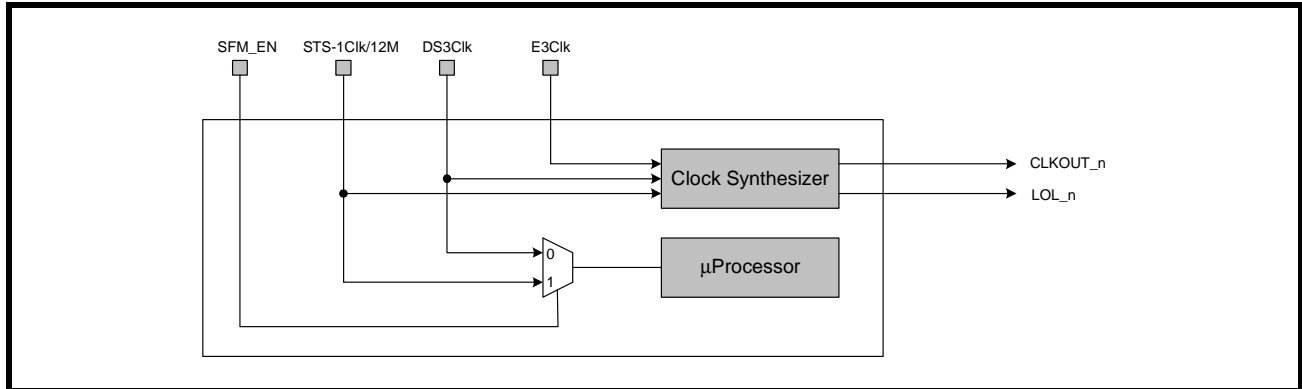 SFM_EN STS-1Clk/12M DS3Clk E3Clk
Clock Synthesizer
CLKOUT_n
LOL_n
0
1
µProcessor